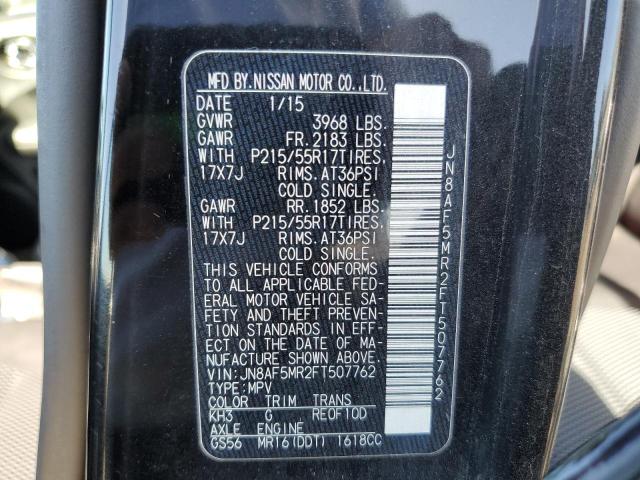 MFD BY.NISSAN MOTOR CO.,LTD.
DATE 1/15
GVWR 3968 LBS.
GAWR FR.2183 LBS.
WITH P215/55R17TIRES,
17X7J RIMS.AT36PSI
COLD SINGLE.
GAWR RR.1852 LBS.
WITH P215/55R17TIRES,
17X7J RIMS.AT36PSI
COLD SINGLE.
THIS VEHICLE CONFORMS
TO ALL APPLICABLE FED-
ERAL MOTOR VEHICLE SA-
FETY AND THEFT PREVEN-
TION STANDARDS IN EFF-
ECT ON THE DATE OF MA-
NUFACTURE SHOWN ABOVE.
VIN:JN8AF5MR2FT507762
TYPE:MPV
COLOR TRIM TRANS
KH3 G RE0F10D
AXLE ENGINE
GS56 MR16(DDT) 1618CC
JN8AF5MR2FT507762